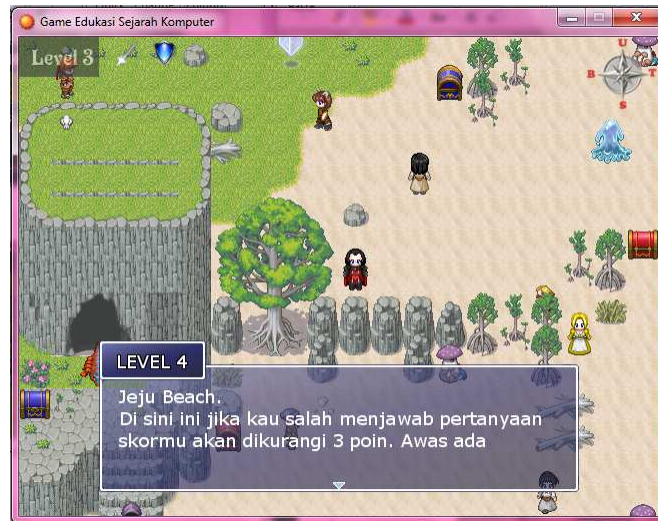 Game Edukasi Sejarah Komputer
Level 3
U
B
T
S
LEVEL 4
Jeju Beach.
Di sini ini jika kau salah menjawab pertanyaan
skormu akan dikurangi 3 poin. Awas ada